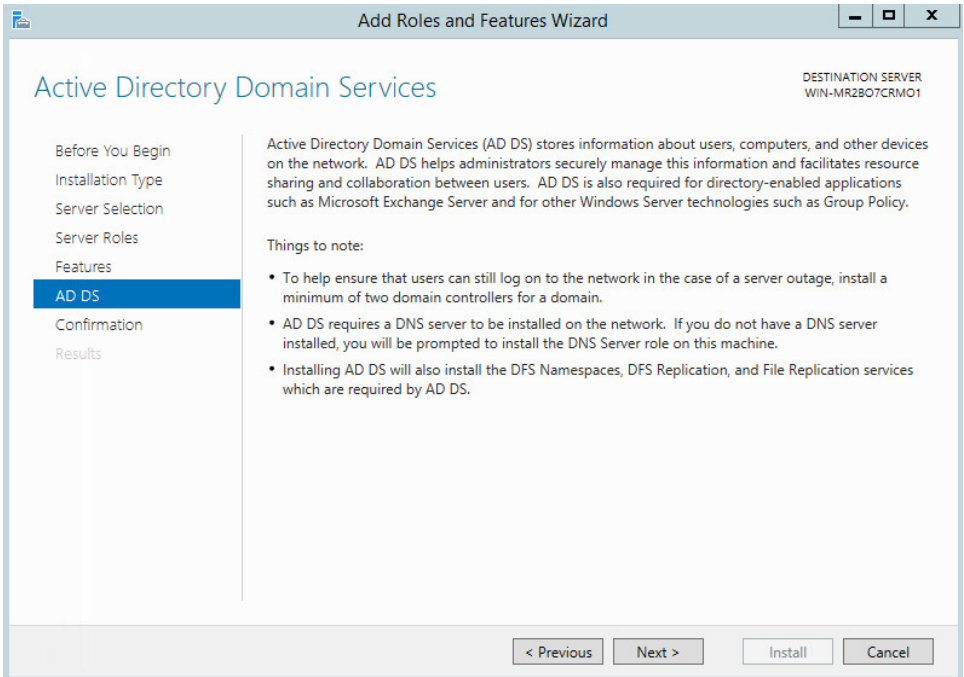 Add Roles and Features Wizard
Active Directory Domain Services
DESTINATION SERVER
WIN-MR2BO7CRMO1
Before You Begin
Installation Type
Server Selection
Server Roles
Features
AD DS
Confirmation
Results
Active Directory Domain Services (AD DS) stores information about users, computers, and other devices
on the network.  AD DS helps administrators securely manage this information and facilitates resource
sharing and collaboration between users.  AD DS is also required for directory-enabled applications
such as Microsoft Exchange Server and for other Windows Server technologies such as Group Policy.
Things to note:
• To help ensure that users can still log on to the network in the case of a server outage, install a
minimum of two domain controllers for a domain.
• AD DS requires a DNS server to be installed on the network.  If you do not have a DNS server
installed, you will be prompted to install the DNS Server role on this machine.
• Installing AD DS will also install the DFS Namespaces, DFS Replication, and File Replication services
which are required by AD DS.
< Previous
Next >
Install
Cancel